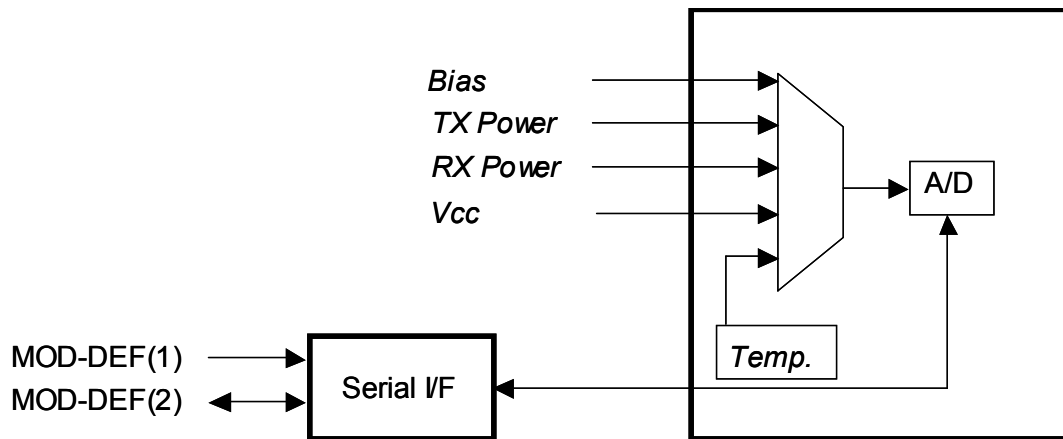 Bias
TX Power
RX Power
Vcc
A/D
Temp.
MOD-DEF(1)
MOD-DEF(2)
Serial I/F